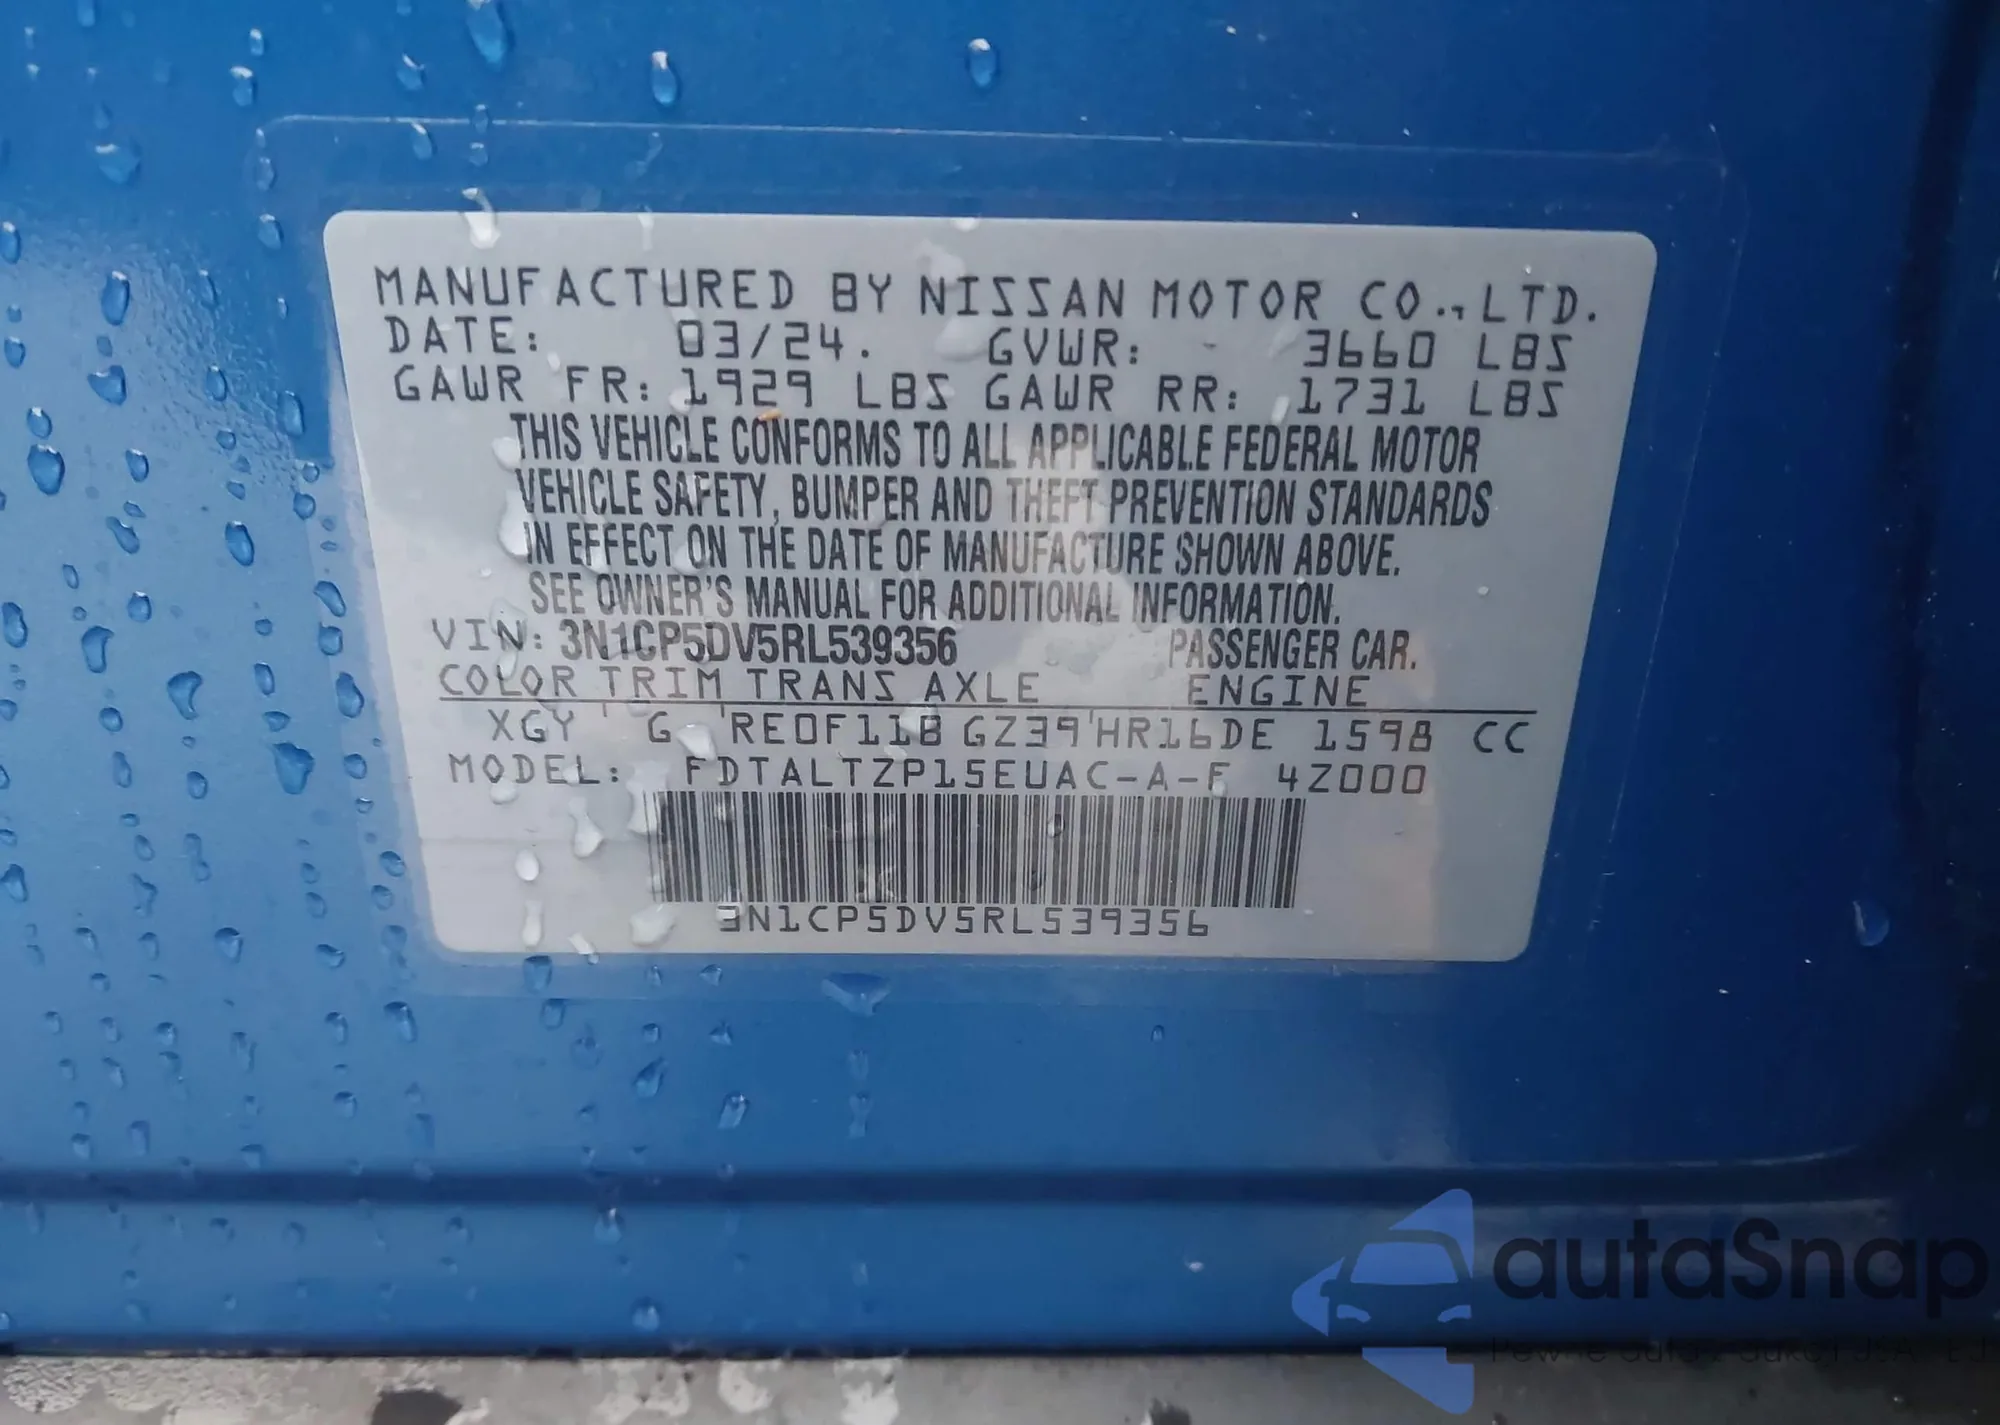 MANUFACTURED BY NISSAN MOTOR CO.,LTD.
DATE: 03/24. GVWR: 3660 LBS
GAWR FR: 1929 LBS GAWR RR: 1731 LBS
THIS VEHICLE CONFORMS TO ALL APPLICABLE FEDERAL MOTOR
VEHICLE SAFETY, BUMPER AND THEFT PREVENTION STANDARDS
IN EFFECT ON THE DATE OF MANUFACTURE SHOWN ABOVE.
SEE OWNER'S MANUAL FOR ADDITIONAL INFORMATION.
VIN: 3N1CP5DV5RL539356 PASSENGER CAR.
COLOR TRIM TRANS AXLE ENGINE
XGY G RE0F11B GZ39 HR16DE 1598 CC
MODEL: FDTALTZP15EUAC-A-F 4Z000
3N1CP5DV5RL539356
autaSnap